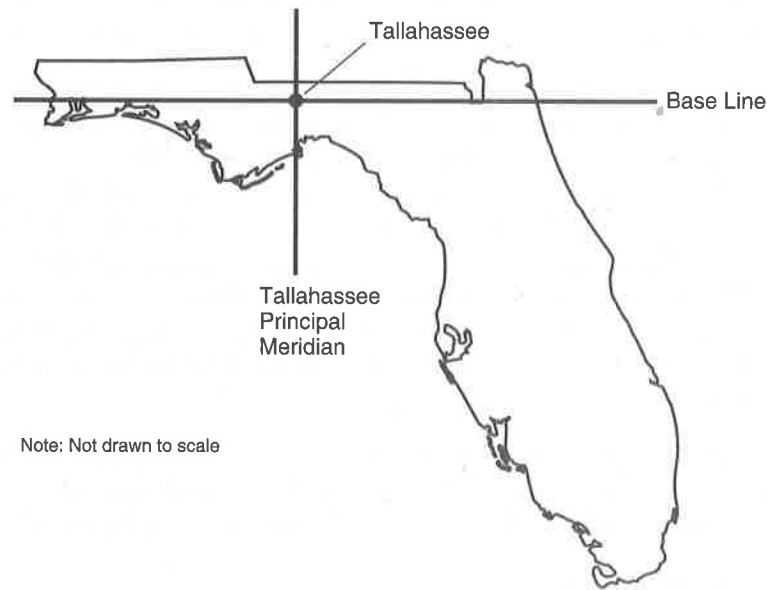 Tallahassee
Base Line
Tallahassee
Principal
Meridian
Note: Not drawn to scale